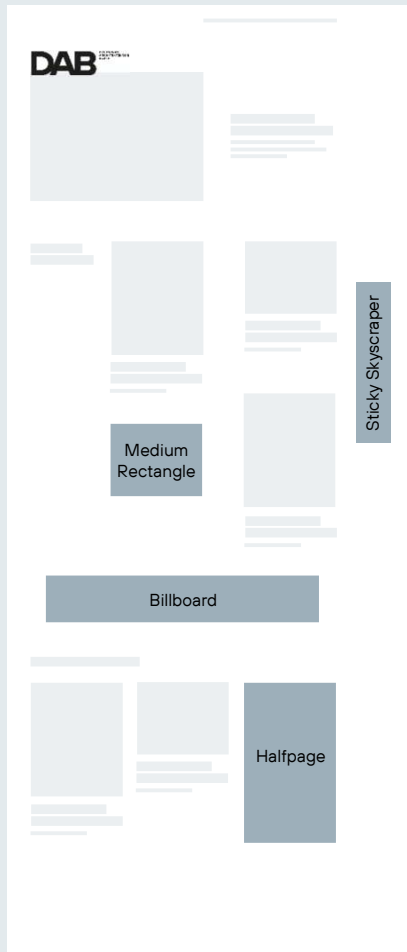 DAB
Sticky Skyscraper
Medium
Rectangle
Billboard
Halfpage